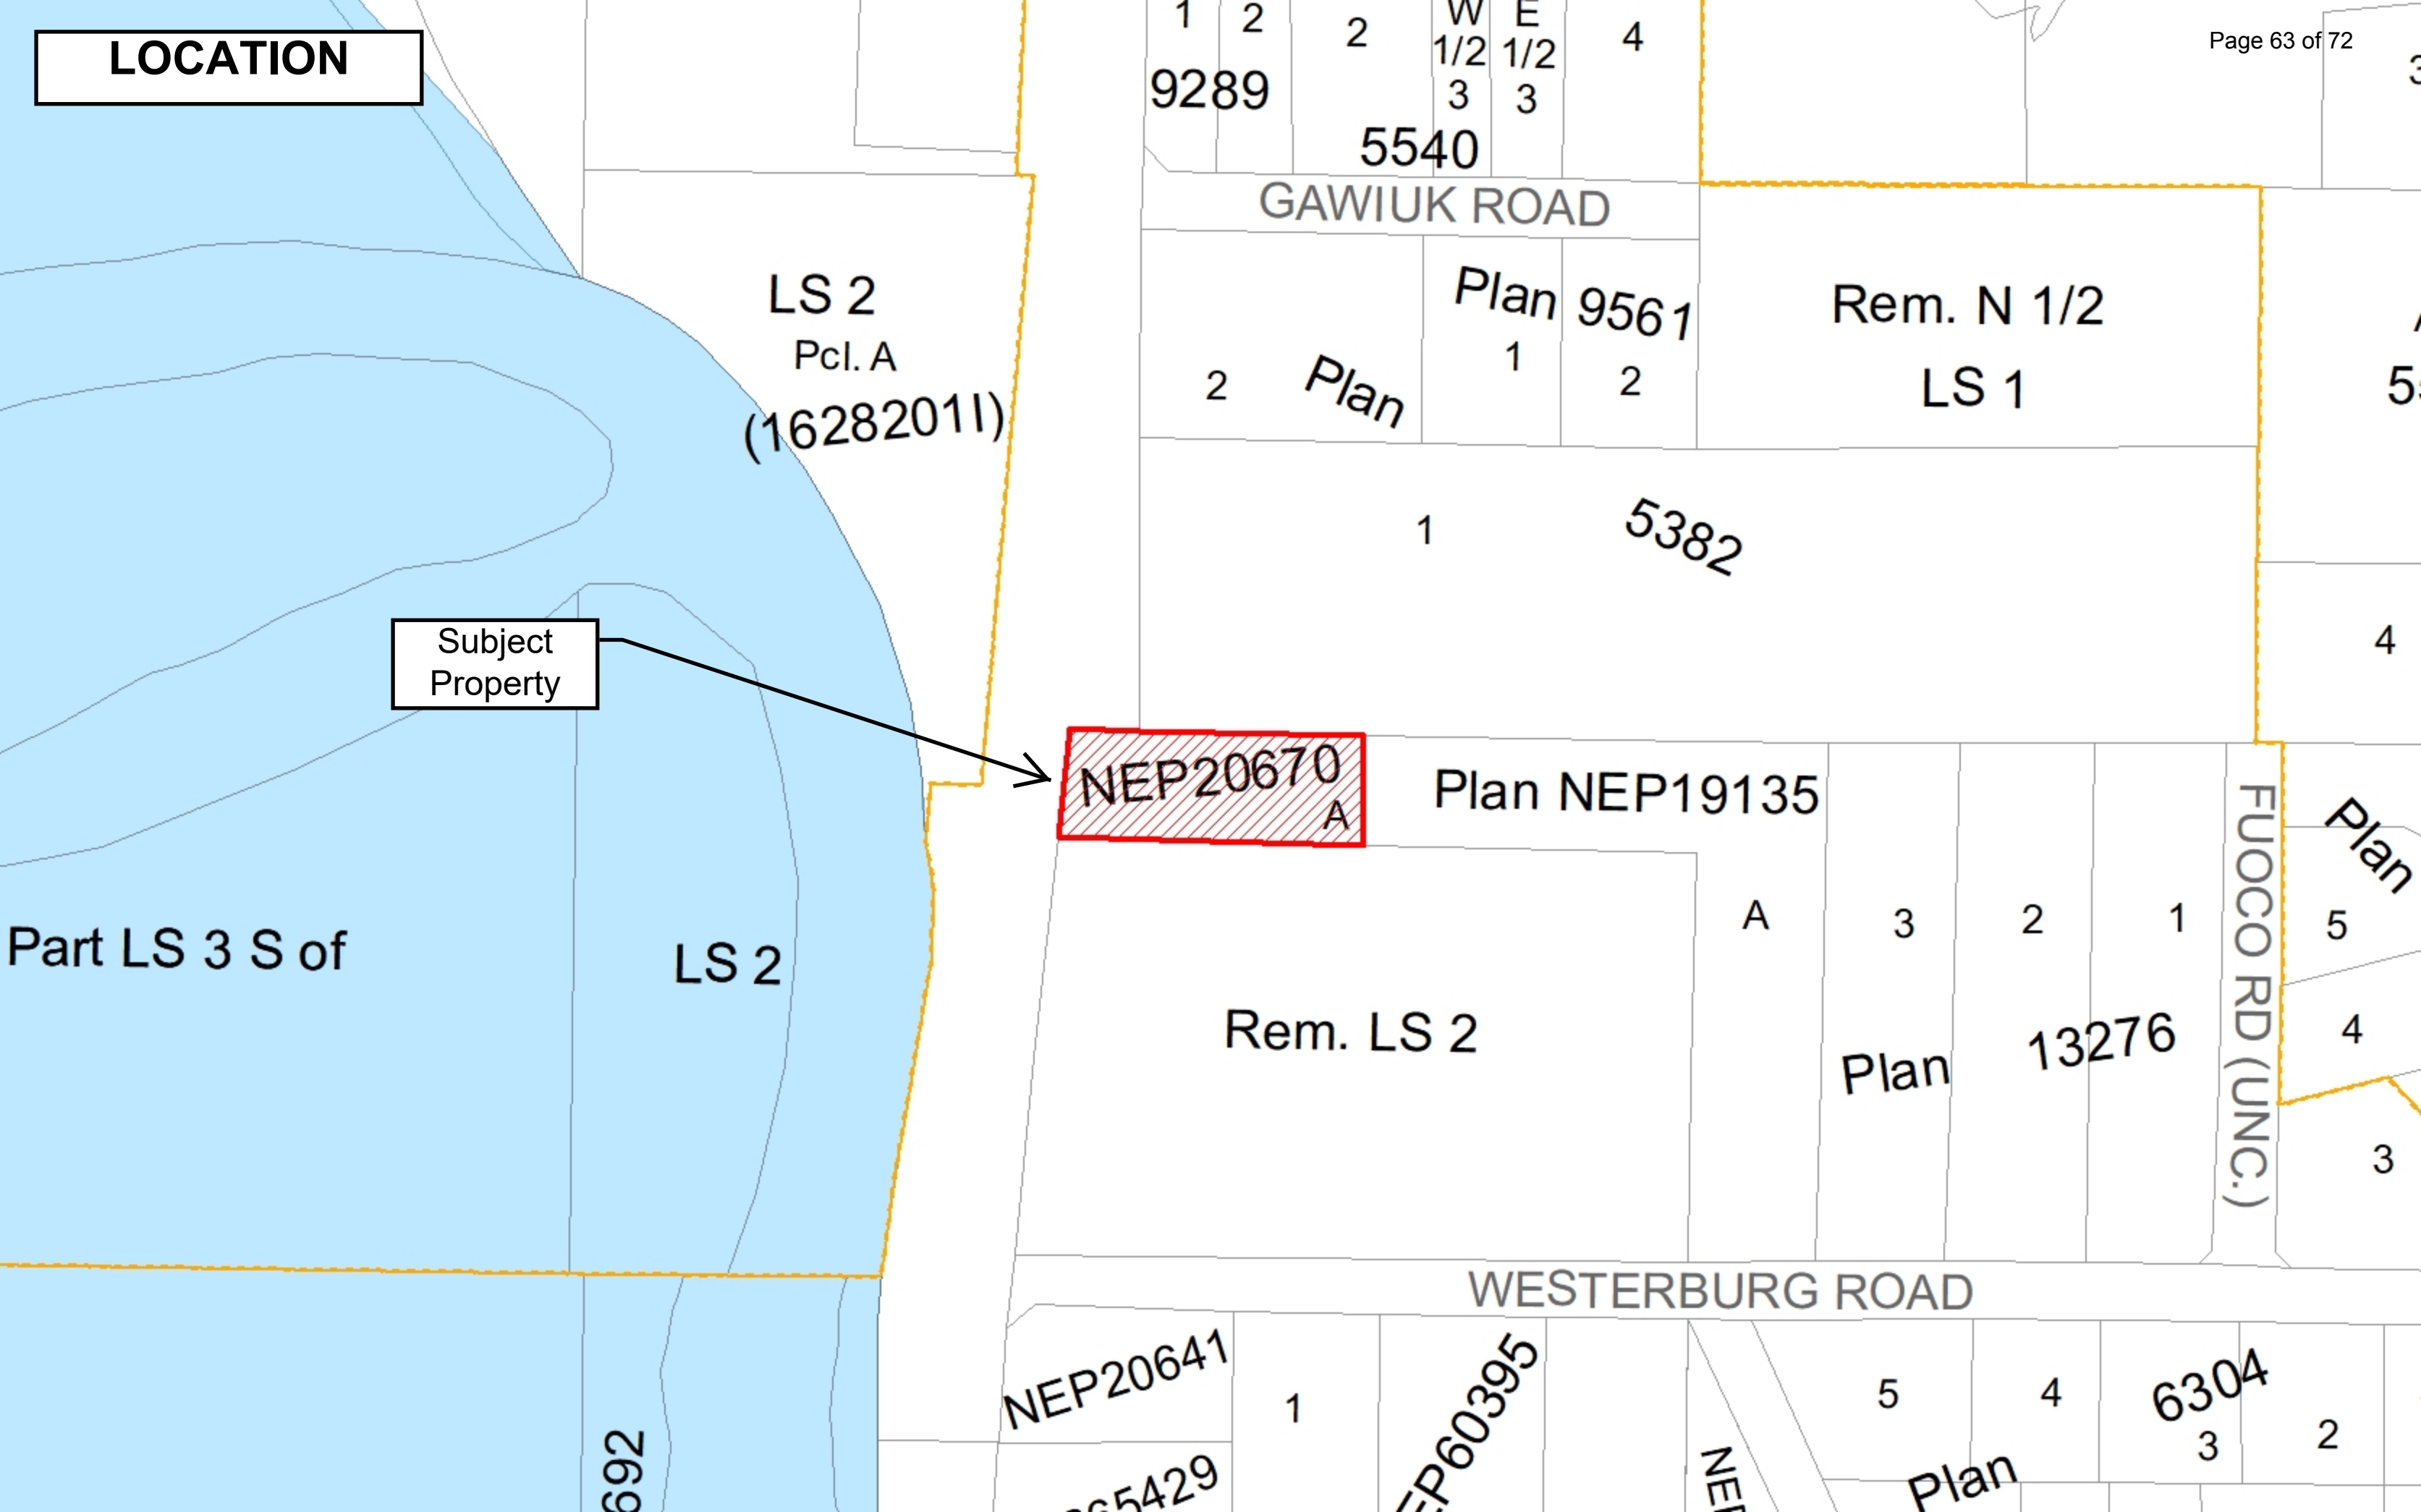 LOCATION
Page 63 of 72
1
2
2
W
1/2
3
E
1/2
3
4
9289
5540
GAWIUK ROAD
LS 2
Pcl. A
(1628201I)
Plan 9561
1
2
2
Plan
Rem. N 1/2
LS 1
1
5382
4
Subject
Property
NEP20670
A
Plan NEP19135
FUOCO RD (UNC.)
Plan
5
4
3
Part LS 3 S of
LS 2
A
3
2
1
Rem. LS 2
Plan
13276
WESTERBURG ROAD
NEP20641
1
5
4
6304
3
2
Plan